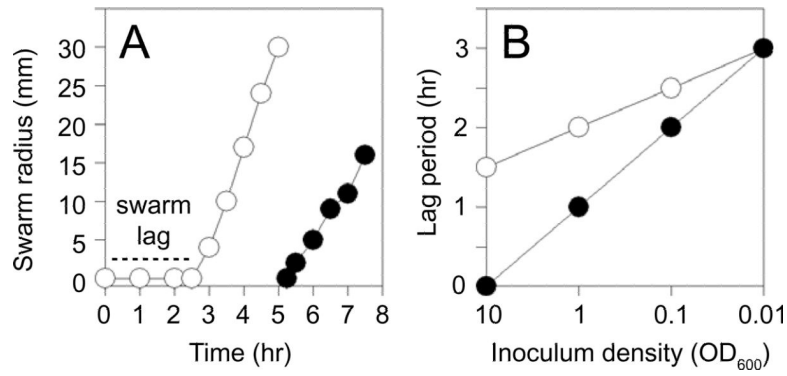 A
Swarm radius (mm)
30
25
20
15
10
5
0
swarm
lag
0 1 2 3 4 5 6 7 8
Time (hr)
B
Lag period (hr)
3
2
1
0
10 1 0.1 0.01
Inoculum density (OD₆₀₀)